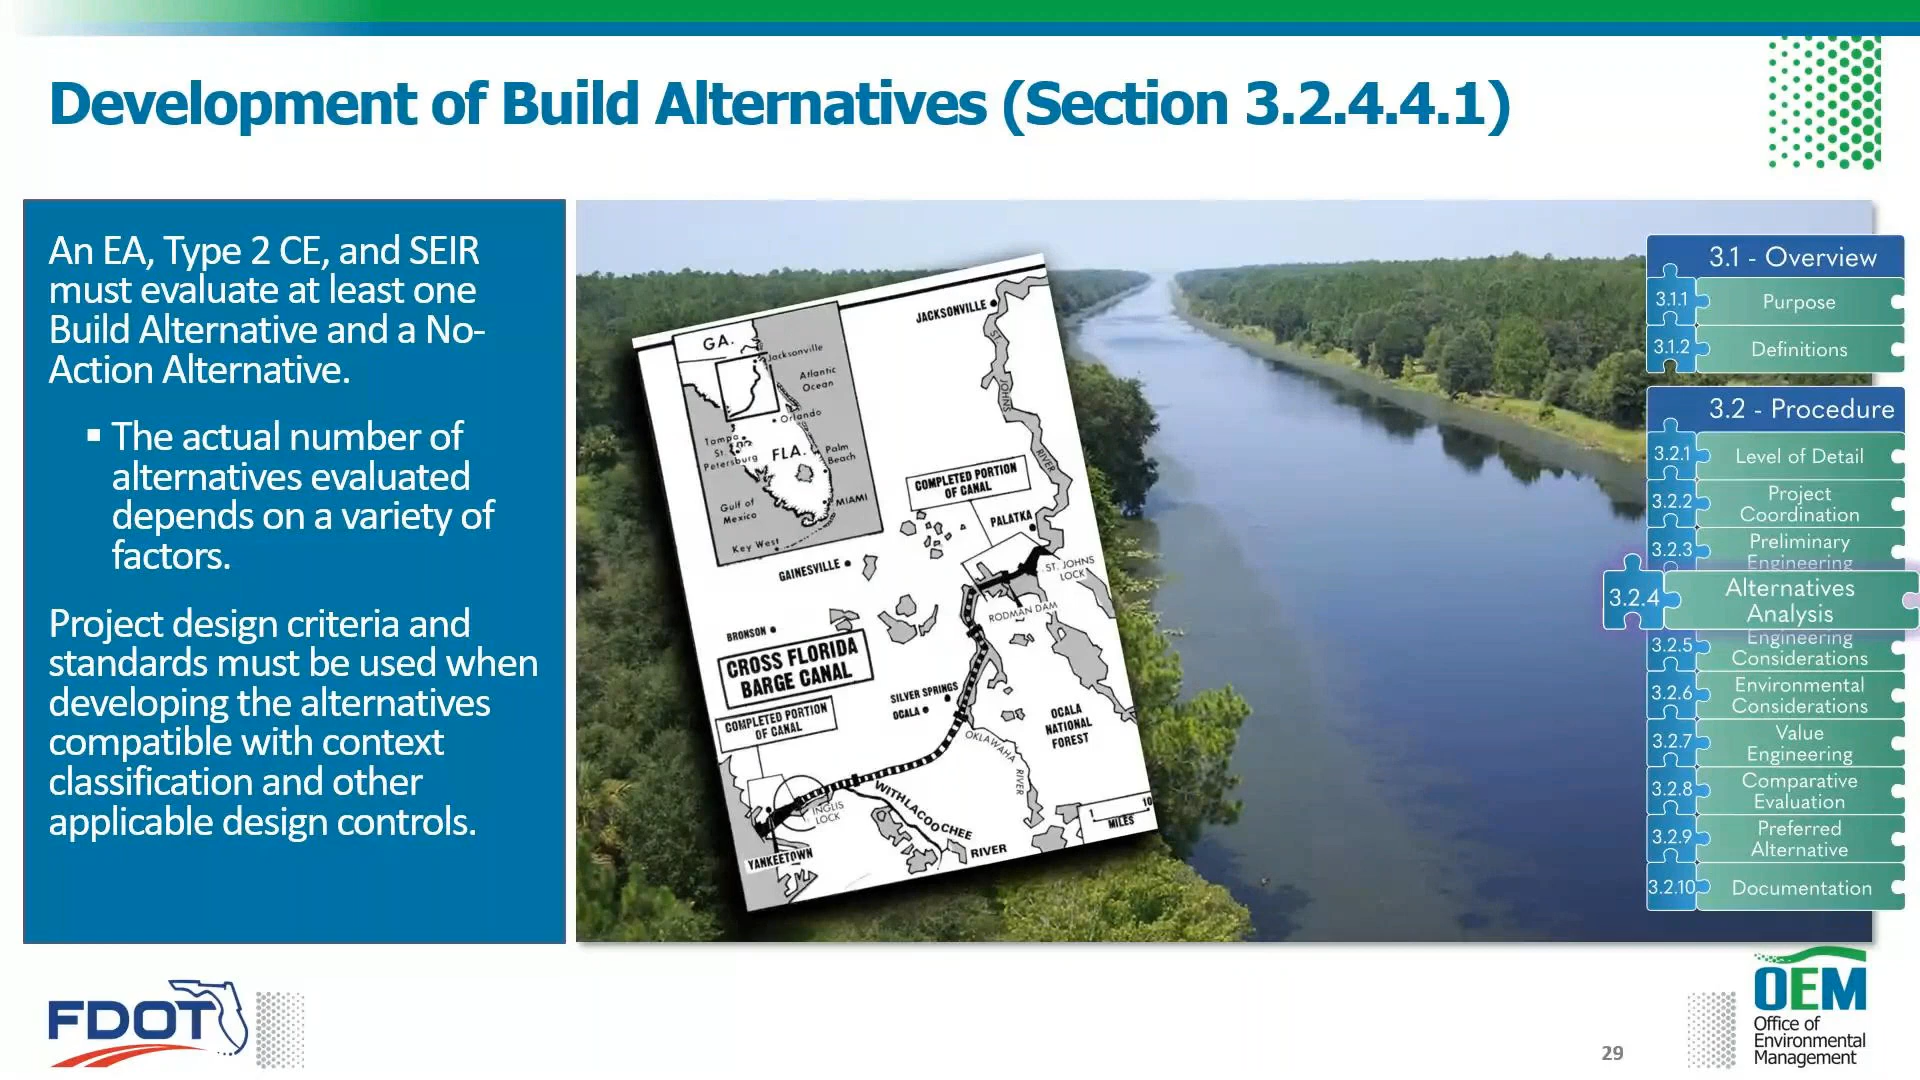 Development of Build Alternatives (Section 3.2.4.4.1)
An EA, Type 2 CE, and SEIR
must evaluate at least one
Build Alternative and a No-
Action Alternative.
▪ The actual number of
alternatives evaluated
depends on a variety of
factors.
Project design criteria and
standards must be used when
developing the alternatives
compatible with context
classification and other
applicable design controls.
GA.
Jacksonville
Atlantic
Ocean
Orlando
Tampa
St.
Petersburg
FLA.
Palm
Beach
Gulf of
Mexico
MIAMI
Key West
JACKSONVILLE
ST. JOHNS
RIVER
COMPLETED PORTION
OF CANAL
PALATKA
GAINESVILLE
ST. JOHNS
LOCK
RODMAN DAM
BRONSON
CROSS FLORIDA
BARGE CANAL
SILVER SPRINGS
OCALA
COMPLETED PORTION
OF CANAL
OCALA
NATIONAL
FOREST
OKLAWAHA
RIVER
INGLIS
LOCK
WITHLACOOCHEE
RIVER
YANKEETOWN
1 10
MILES
3.1 - Overview
3.1.1 Purpose
3.1.2 Definitions
3.2 - Procedure
3.2.1 Level of Detail
3.2.2 Project
Coordination
3.2.3 Preliminary
Engineering
3.2.4 Alternatives
Analysis
3.2.5 Engineering
Considerations
3.2.6 Environmental
Considerations
3.2.7 Value
Engineering
3.2.8 Comparative
Evaluation
3.2.9 Preferred
Alternative
3.2.10 Documentation
FDOT
29
OEM
Office of
Environmental
Management